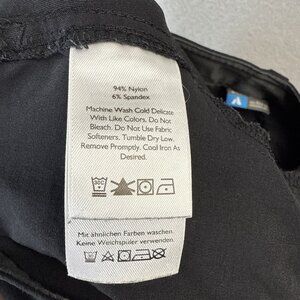 94% Nylon
6% Spandex
Machine Wash Cold Delicate
With Like Colors. Do Not
Bleach. Do Not Use Fabric
Softeners. Tumble Dry Low.
Remove Promptly. Cool Iron As
Desired.
30C
Mit ähnlichen Farben waschen
Keine Weichspüler verwenden.